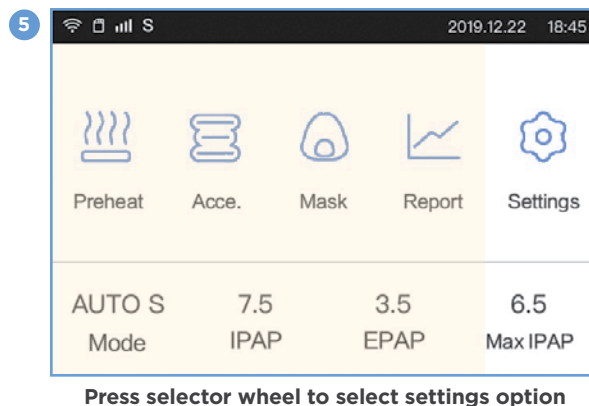 5
S 2019.12.22 18:45
Preheat Acce. Mask Report Settings
AUTO S 7.5 3.5 6.5
Mode IPAP EPAP Max IPAP
Press selector wheel to select settings option